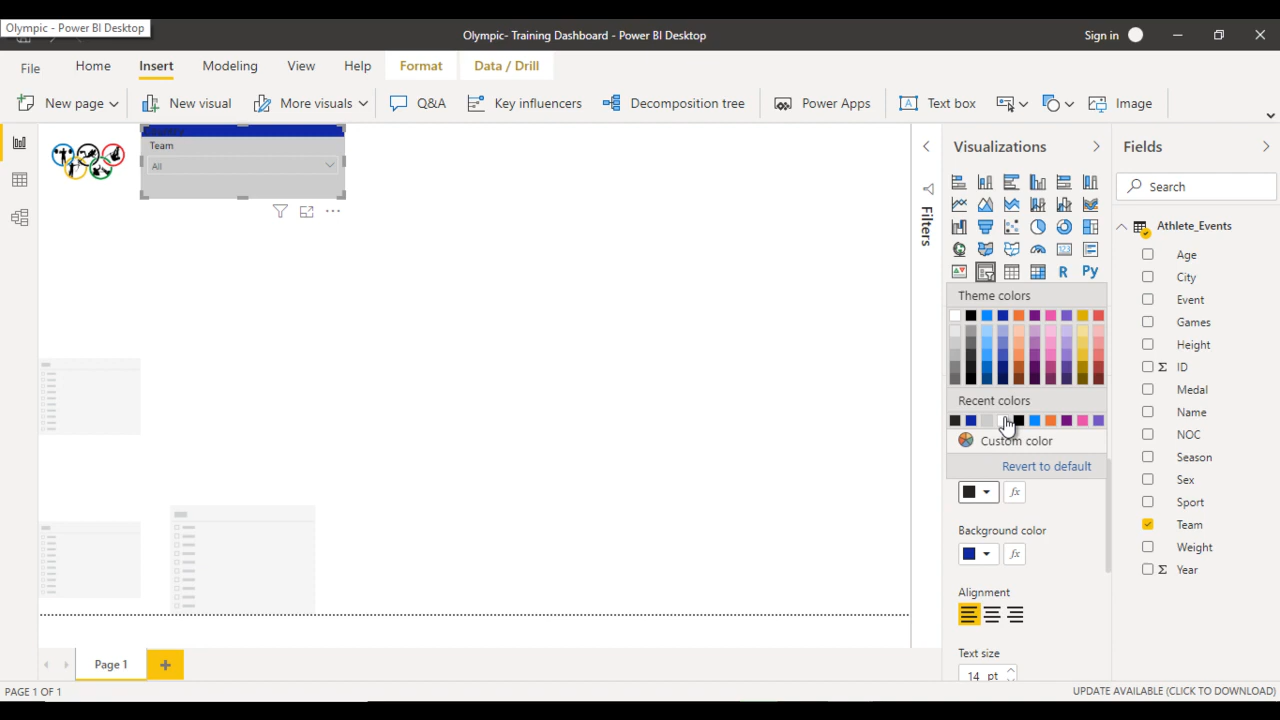 Olympic - Power BI Desktop
Olympic- Training Dashboard - Power BI Desktop
Sign in
File
Home
Insert
Modeling
View
Help
Format
Data / Drill
New page
New visual
More visuals
Q&A
Key influencers
Decomposition tree
Power Apps
Text box
Image
Team
All
Filters
Visualizations
R
Py
Theme colors
Recent colors
Custom color
Revert to default
fx
Background color
fx
Alignment
Text size
14 pt
Fields
Search
Athlete_Events
Age
City
Event
Games
Height
Σ ID
Medal
Name
NOC
Season
Sex
Sport
Team
Weight
Σ Year
Page 1
PAGE 1 OF 1
UPDATE AVAILABLE (CLICK TO DOWNLOAD)